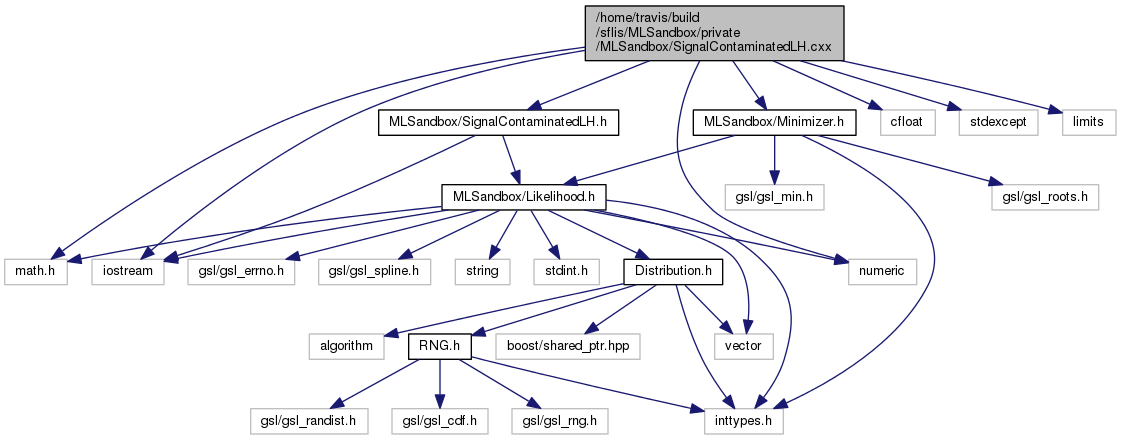 /home/travis/build
/sflis/MLSandbox/private
/MLSandbox/SignalContaminatedLH.cxx
MLSandbox/SignalContaminatedLH.h
MLSandbox/Minimizer.h
cfloat
stdexcept
limits
MLSandbox/Likelihood.h
gsl/gsl_min.h
gsl/gsl_roots.h
math.h
iostream
gsl/gsl_errno.h
gsl/gsl_spline.h
string
stdint.h
Distribution.h
numeric
algorithm
RNG.h
boost/shared_ptr.hpp
vector
gsl/gsl_randist.h
gsl/gsl_cdf.h
gsl/gsl_rng.h
inttypes.h